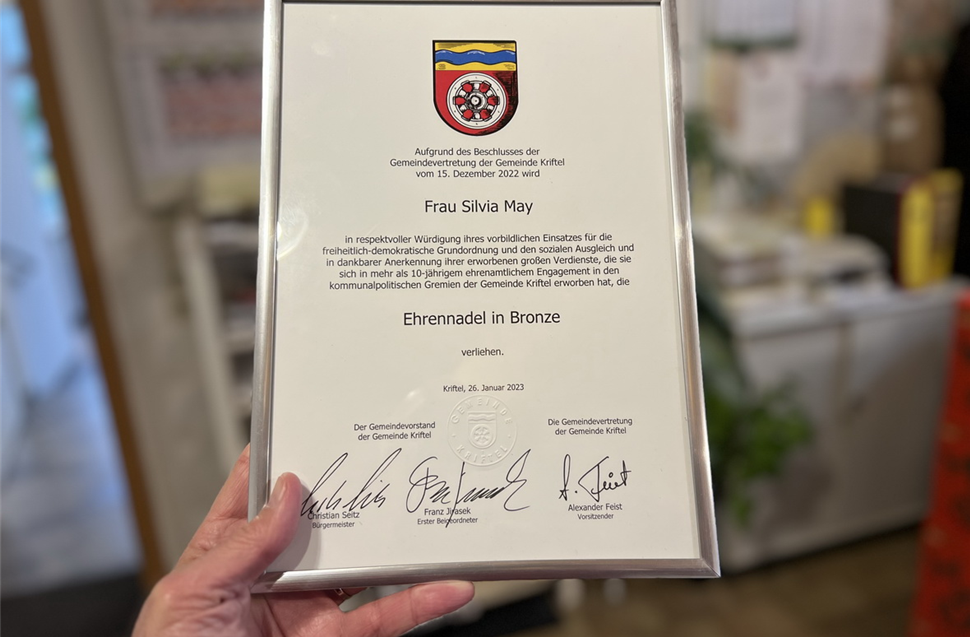 Aufgrund des Beschlusses der
Gemeindevertretung der Gemeinde Kriftel
vom 15. Dezember 2022 wird
Frau Silvia May
in respektvoller Würdigung ihres vorbildlichen Einsatzes für die
freiheitlich-demokratische Grundordnung und den sozialen Ausgleich und
in dankbarer Anerkennung ihrer erworbenen großen Verdienste, die sie
sich in mehr als 10-jährigem ehrenamtlichem Engagement in den
kommunalpolitischen Gremien der Gemeinde Kriftel erworben hat, die
Ehrennadel in Bronze
verliehen.
Kriftel, 26. Januar 2023
GEMEINDE KRIFTEL
Der Gemeindevorstand
der Gemeinde Kriftel
Die Gemeindevertretung
der Gemeinde Kriftel
A. Feist
Christian Seitz
Bürgermeister
Franz Jirasek
Erster Beigeordneter
Alexander Feist
Vorsitzender